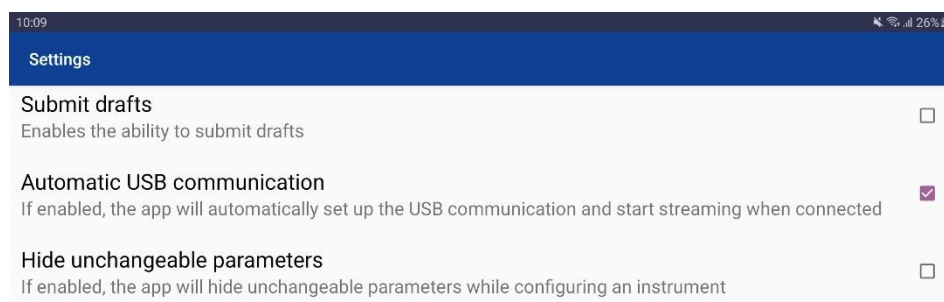 10:09 26%
Settings
Submit drafts
Enables the ability to submit drafts
Automatic USB communication
If enabled, the app will automatically set up the USB communication and start streaming when connected
Hide unchangeable parameters
If enabled, the app will hide unchangeable parameters while configuring an instrument